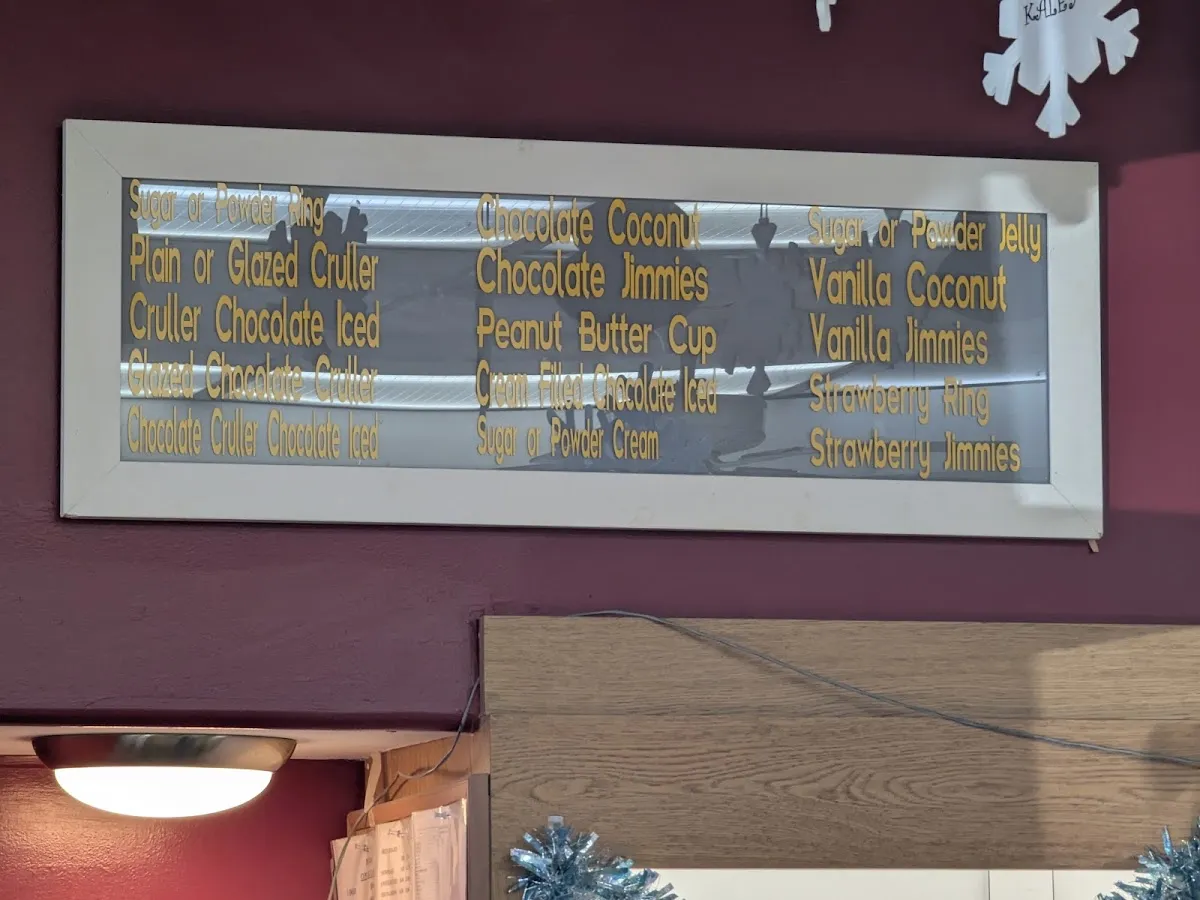 KALEY
Sugar or Powder Ring
Plain or Glazed Cruller
Cruller Chocolate Iced
Glazed Chocolate Cruller
Chocolate Cruller Chocolate Iced
Chocolate Coconut
Chocolate Jimmies
Peanut Butter Cup
Cream Filled Chocolate Iced
Sugar or Powder Cream
Sugar or Powder Jelly
Vanilla Coconut
Vanilla Jimmies
Strawberry Ring
Strawberry Jimmies